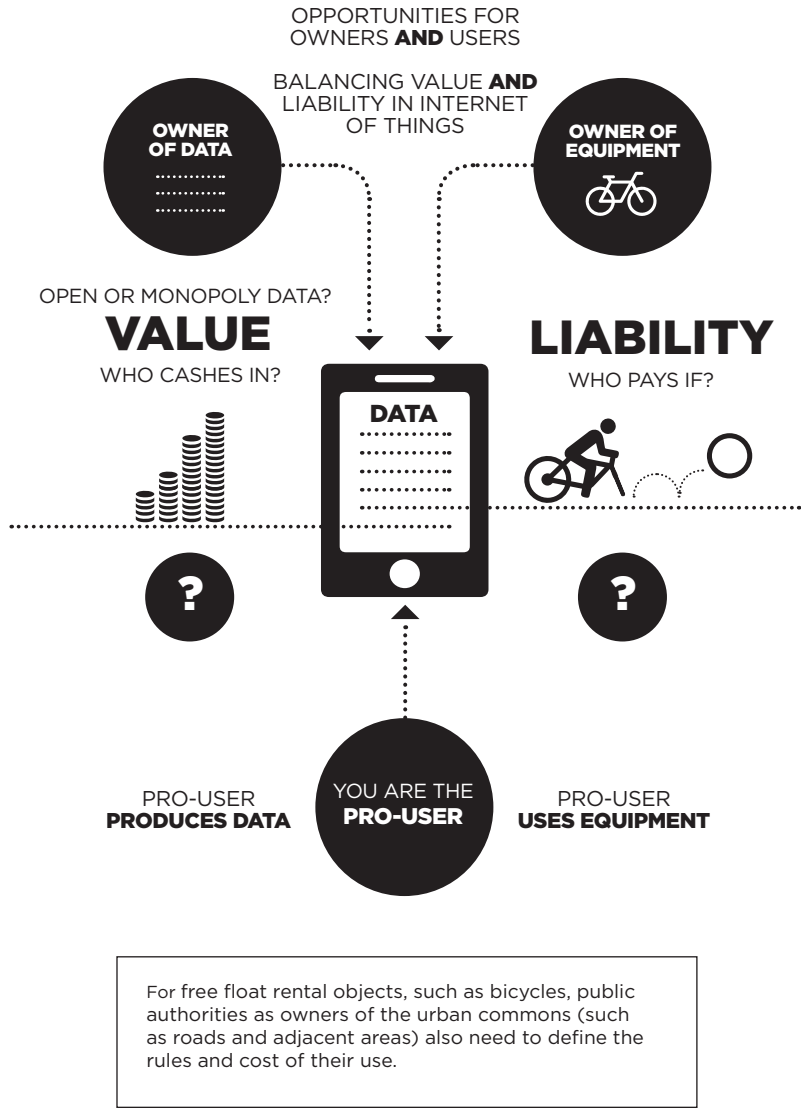 OPPORTUNITIES FOR
OWNERS AND USERS
BALANCING VALUE AND
LIABILITY IN INTERNET
OF THINGS
OWNER
OF DATA
OWNER OF
EQUIPMENT
OPEN OR MONOPOLY DATA?
VALUE
WHO CASHES IN?
LIABILITY
WHO PAYS IF?
DATA
?
?
YOU ARE THE
PRO-USER
PRO-USER
PRODUCES DATA
PRO-USER
USES EQUIPMENT
For free float rental objects, such as bicycles, public
authorities as owners of the urban commons (such
as roads and adjacent areas) also need to define the
rules and cost of their use.